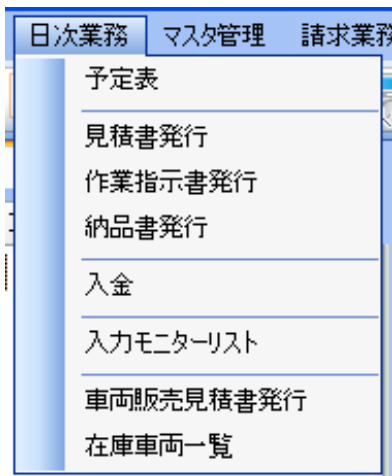 日次業務 マスタ管理 請求業務
予定表
見積書発行
作業指示書発行
納品書発行
入金
入力モニターリスト
車両販売見積書発行
在庫車両一覧